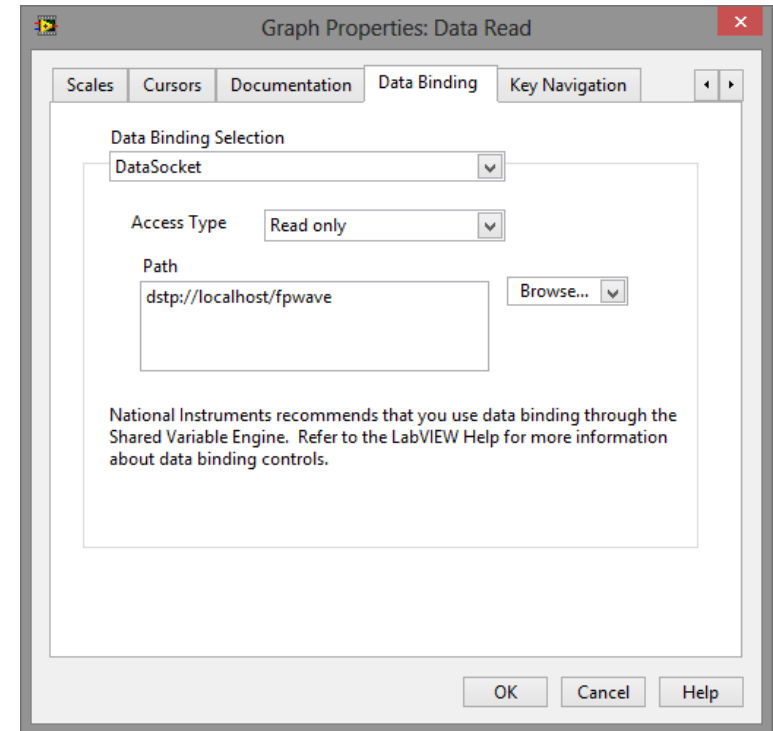 Graph Properties: Data Read
Scales Cursors Documentation Data Binding Key Navigation
Data Binding Selection
DataSocket
Access Type Read only
Path
dstp://localhost/fpwave Browse...
National Instruments recommends that you use data binding through the
Shared Variable Engine. Refer to the LabVIEW Help for more information
about data binding controls.
OK Cancel Help